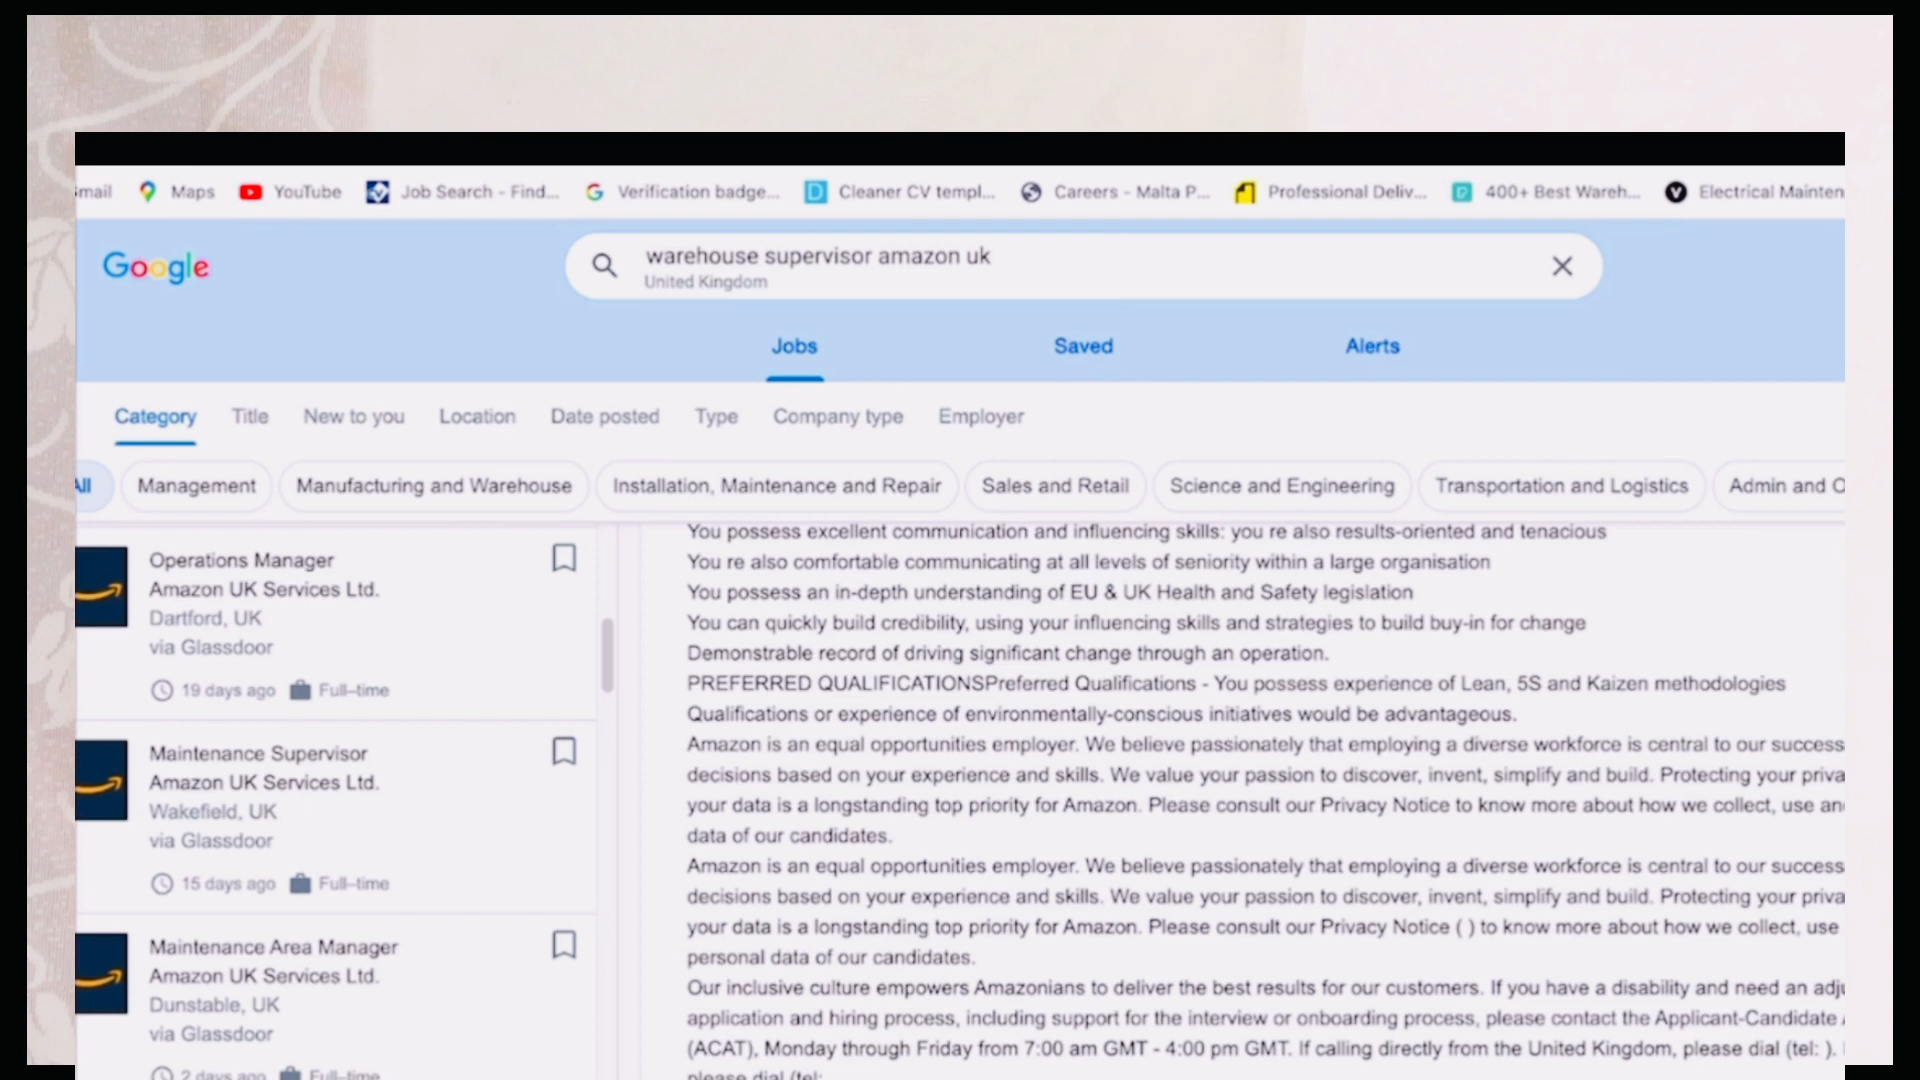 Maps YouTube Job Search - Find... Verification badge... Cleaner CV templ... Careers - Malta P... Professional Deliv... 400+ Best Wareh... Electrical Mainten
Google
warehouse supervisor amazon uk
United Kingdom
Jobs Saved Alerts
Category Title New to you Location Date posted Type Company type Employer
All Management Manufacturing and Warehouse Installation, Maintenance and Repair Sales and Retail Science and Engineering Transportation and Logistics Admin and
Operations Manager
Amazon UK Services Ltd.
Dartford, UK
via Glassdoor
19 days ago Full-time
Maintenance Supervisor
Amazon UK Services Ltd.
Wakefield, UK
via Glassdoor
15 days ago Full-time
Maintenance Area Manager
Amazon UK Services Ltd.
Dunstable, UK
via Glassdoor
2 days ago Full-time
You possess excellent communication and influencing skills: you re also results-oriented and tenacious
You re also comfortable communicating at all levels of seniority within a large organisation
You possess an in-depth understanding of EU & UK Health and Safety legislation
You can quickly build credibility, using your influencing skills and strategies to build buy-in for change
Demonstrable record of driving significant change through an operation.
PREFERRED QUALIFICATIONSPreferred Qualifications - You possess experience of Lean, 5S and Kaizen methodologies
Qualifications or experience of environmentally-conscious initiatives would be advantageous.
Amazon is an equal opportunities employer. We believe passionately that employing a diverse workforce is central to our success
decisions based on your experience and skills. We value your passion to discover, invent, simplify and build. Protecting your priva
your data is a longstanding top priority for Amazon. Please consult our Privacy Notice to know more about how we collect, use an
data of our candidates.
Amazon is an equal opportunities employer. We believe passionately that employing a diverse workforce is central to our success
decisions based on your experience and skills. We value your passion to discover, invent, simplify and build. Protecting your priva
your data is a longstanding top priority for Amazon. Please consult our Privacy Notice ( ) to know more about how we collect, use
personal data of our candidates.
Our inclusive culture empowers Amazonians to deliver the best results for our customers. If you have a disability and need an adju
application and hiring process, including support for the interview or onboarding process, please contact the Applicant-Candidate
(ACAT), Monday through Friday from 7:00 am GMT - 4:00 pm GMT. If calling directly from the United Kingdom, please dial (tel: ).
please dial (tel: